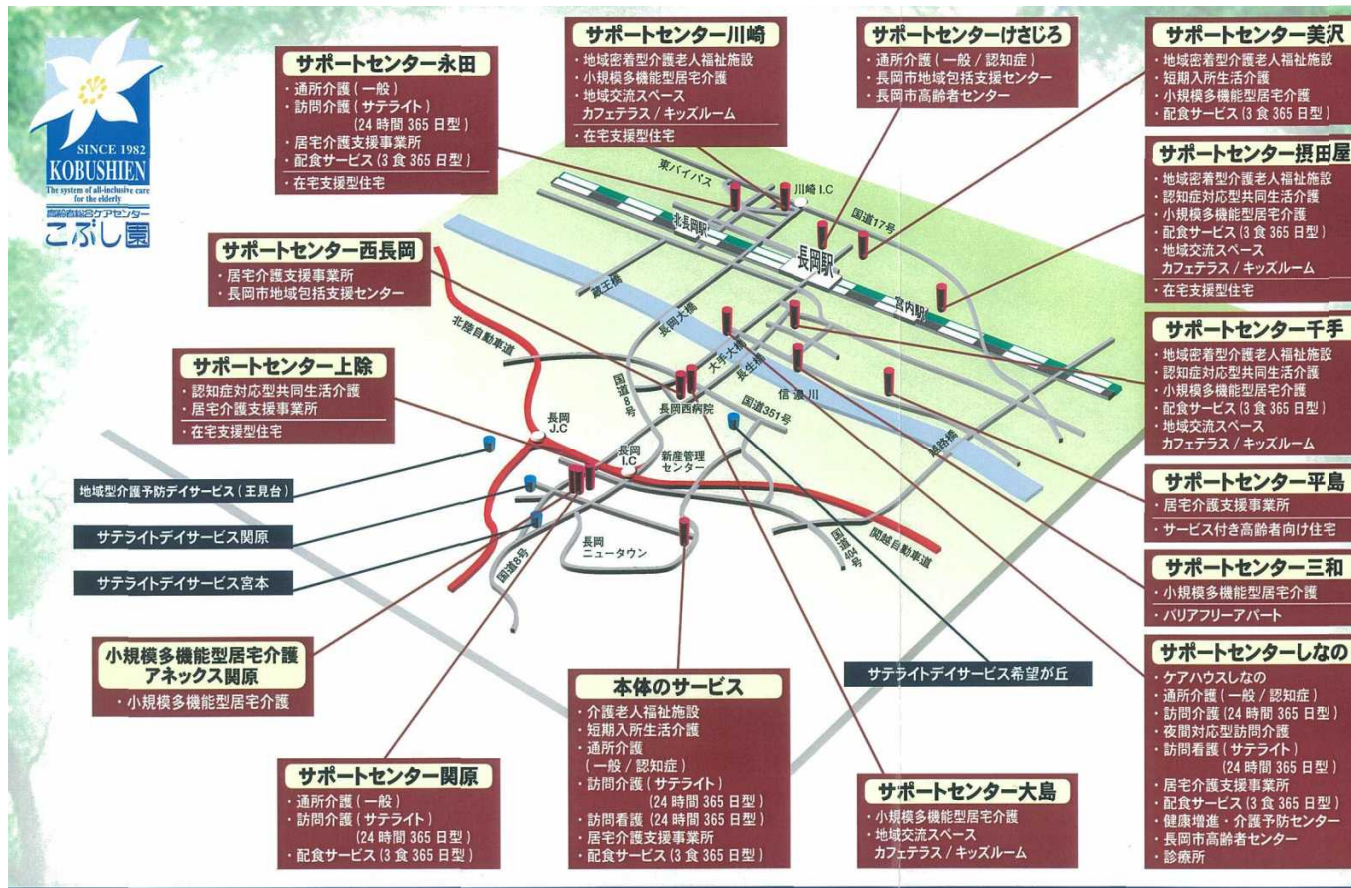 SINCE 1982
KOBUSHIEN
The system of all-inclusive care
for the elderly
高齢者総合ケアセンター
こぶし園
サポートセンター永田
・通所介護(一般)
・訪問介護(サテライト)
(24時間365日型)
・居宅介護支援事業所
・配食サービス(3食365日型)
・在宅支援型住宅
サポートセンター川崎
・地域密着型介護老人福祉施設
・小規模多機能型居宅介護
・地域交流スペース
カフェテラス/キッズルーム
・在宅支援型住宅
サポートセンターけさじろ
・通所介護(一般/認知症)
・長岡市地域包括支援センター
・長岡市高齢者センター
サポートセンター美沢
・地域密着型介護老人福祉施設
・短期入所生活介護
・小規模多機能型居宅介護
・配食サービス(3食365日型)
サポートセンター摂田屋
・地域密着型介護老人福祉施設
・認知症対応型共同生活介護
・小規模多機能型居宅介護
・配食サービス(3食365日型)
・地域交流スペース
カフェテラス/キッズルーム
・在宅支援型住宅
サポートセンター西長岡
・居宅介護支援事業所
・長岡市地域包括支援センター
サポートセンター千手
・地域密着型介護老人福祉施設
・認知症対応型共同生活介護
・小規模多機能型居宅介護
・配食サービス(3食365日型)
・地域交流スペース
カフェテラス/キッズルーム
サポートセンター上除
・認知症対応型共同生活介護
・居宅介護支援事業所
・在宅支援型住宅
サポートセンター平島
・居宅介護支援事業所
・サービス付き高齢者向け住宅
サポートセンター三和
・小規模多機能型居宅介護
・バリアフリーアパート
サポートセンターしなの
・ケアハウスしなの
・通所介護(一般/認知症)
・訪問介護(24時間365日型)
・夜間対応型訪問介護
・訪問看護(サテライト)
(24時間365日型)
・居宅介護支援事業所
・配食サービス(3食365日型)
・健康増進・介護予防センター
・長岡市高齢者センター
・診療所
東バイパス
川崎I.C
国道17号
北長岡駅
長岡駅
宮内駅
蔵王橋
長岡大橋
大手大橋
長生橋
信濃川
越路橋
北陸自動車道
国道8号
長岡西病院
国道351号
長岡
J.C
長岡
I.C
新産管理
センター
長岡
ニュータウン
国道8号
国道404号
関越自動車道
地域型介護予防デイサービス(王見台)
サテライトデイサービス関原
サテライトデイサービス宮本
サテライトデイサービス希望が丘
小規模多機能型居宅介護
アネックス関原
・小規模多機能型居宅介護
サポートセンター関原
・通所介護(一般)
・訪問介護(サテライト)
(24時間365日型)
・配食サービス(3食365日型)
本体のサービス
・介護老人福祉施設
・短期入所生活介護
・通所介護
(一般/認知症)
・訪問介護(サテライト)
(24時間365日型)
・訪問看護(24時間365日型)
・居宅介護支援事業所
・配食サービス(3食365日型)
サポートセンター大島
・小規模多機能型居宅介護
・地域交流スペース
カフェテラス/キッズルーム